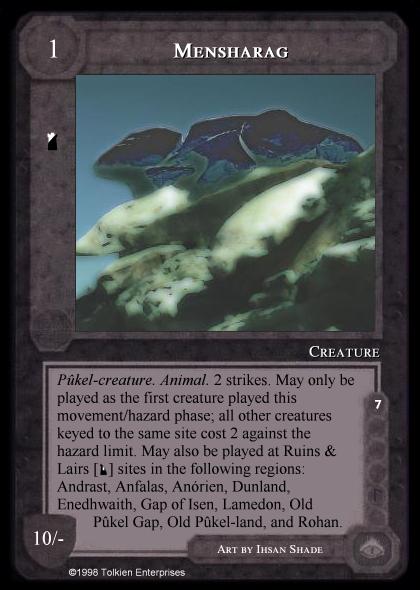 1
MENSHARAG
CREATURE
Pûkel-creature. Animal. 2 strikes. May only be
played as the first creature played this
movement/hazard phase; all other creatures
keyed to the same site cost 2 against the
hazard limit. May also be played at Ruins &
Lairs [] sites in the following regions:
Andrast, Anfalas, Anórien, Dunland,
Enedhwaith, Gap of Isen, Lamedon, Old
Pûkel Gap, Old Pûkel-land, and Rohan.
7
10/-
ART BY IHSAN SHADE
©1998 Tolkien Enterprises